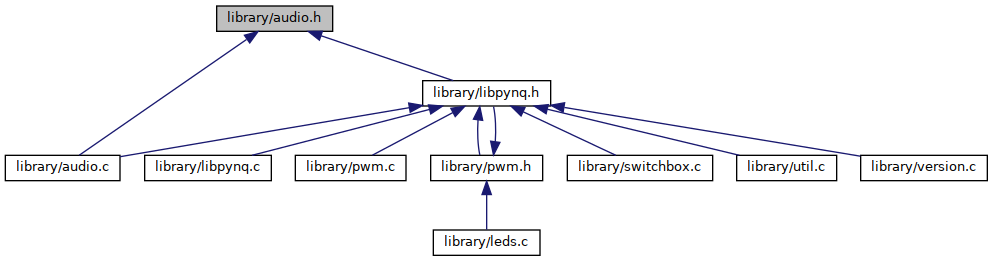 library/audio.h
library/libpynq.h
library/audio.c
library/libpynq.c
library/pwm.c
library/pwm.h
library/switchbox.c
library/util.c
library/version.c
library/leds.c